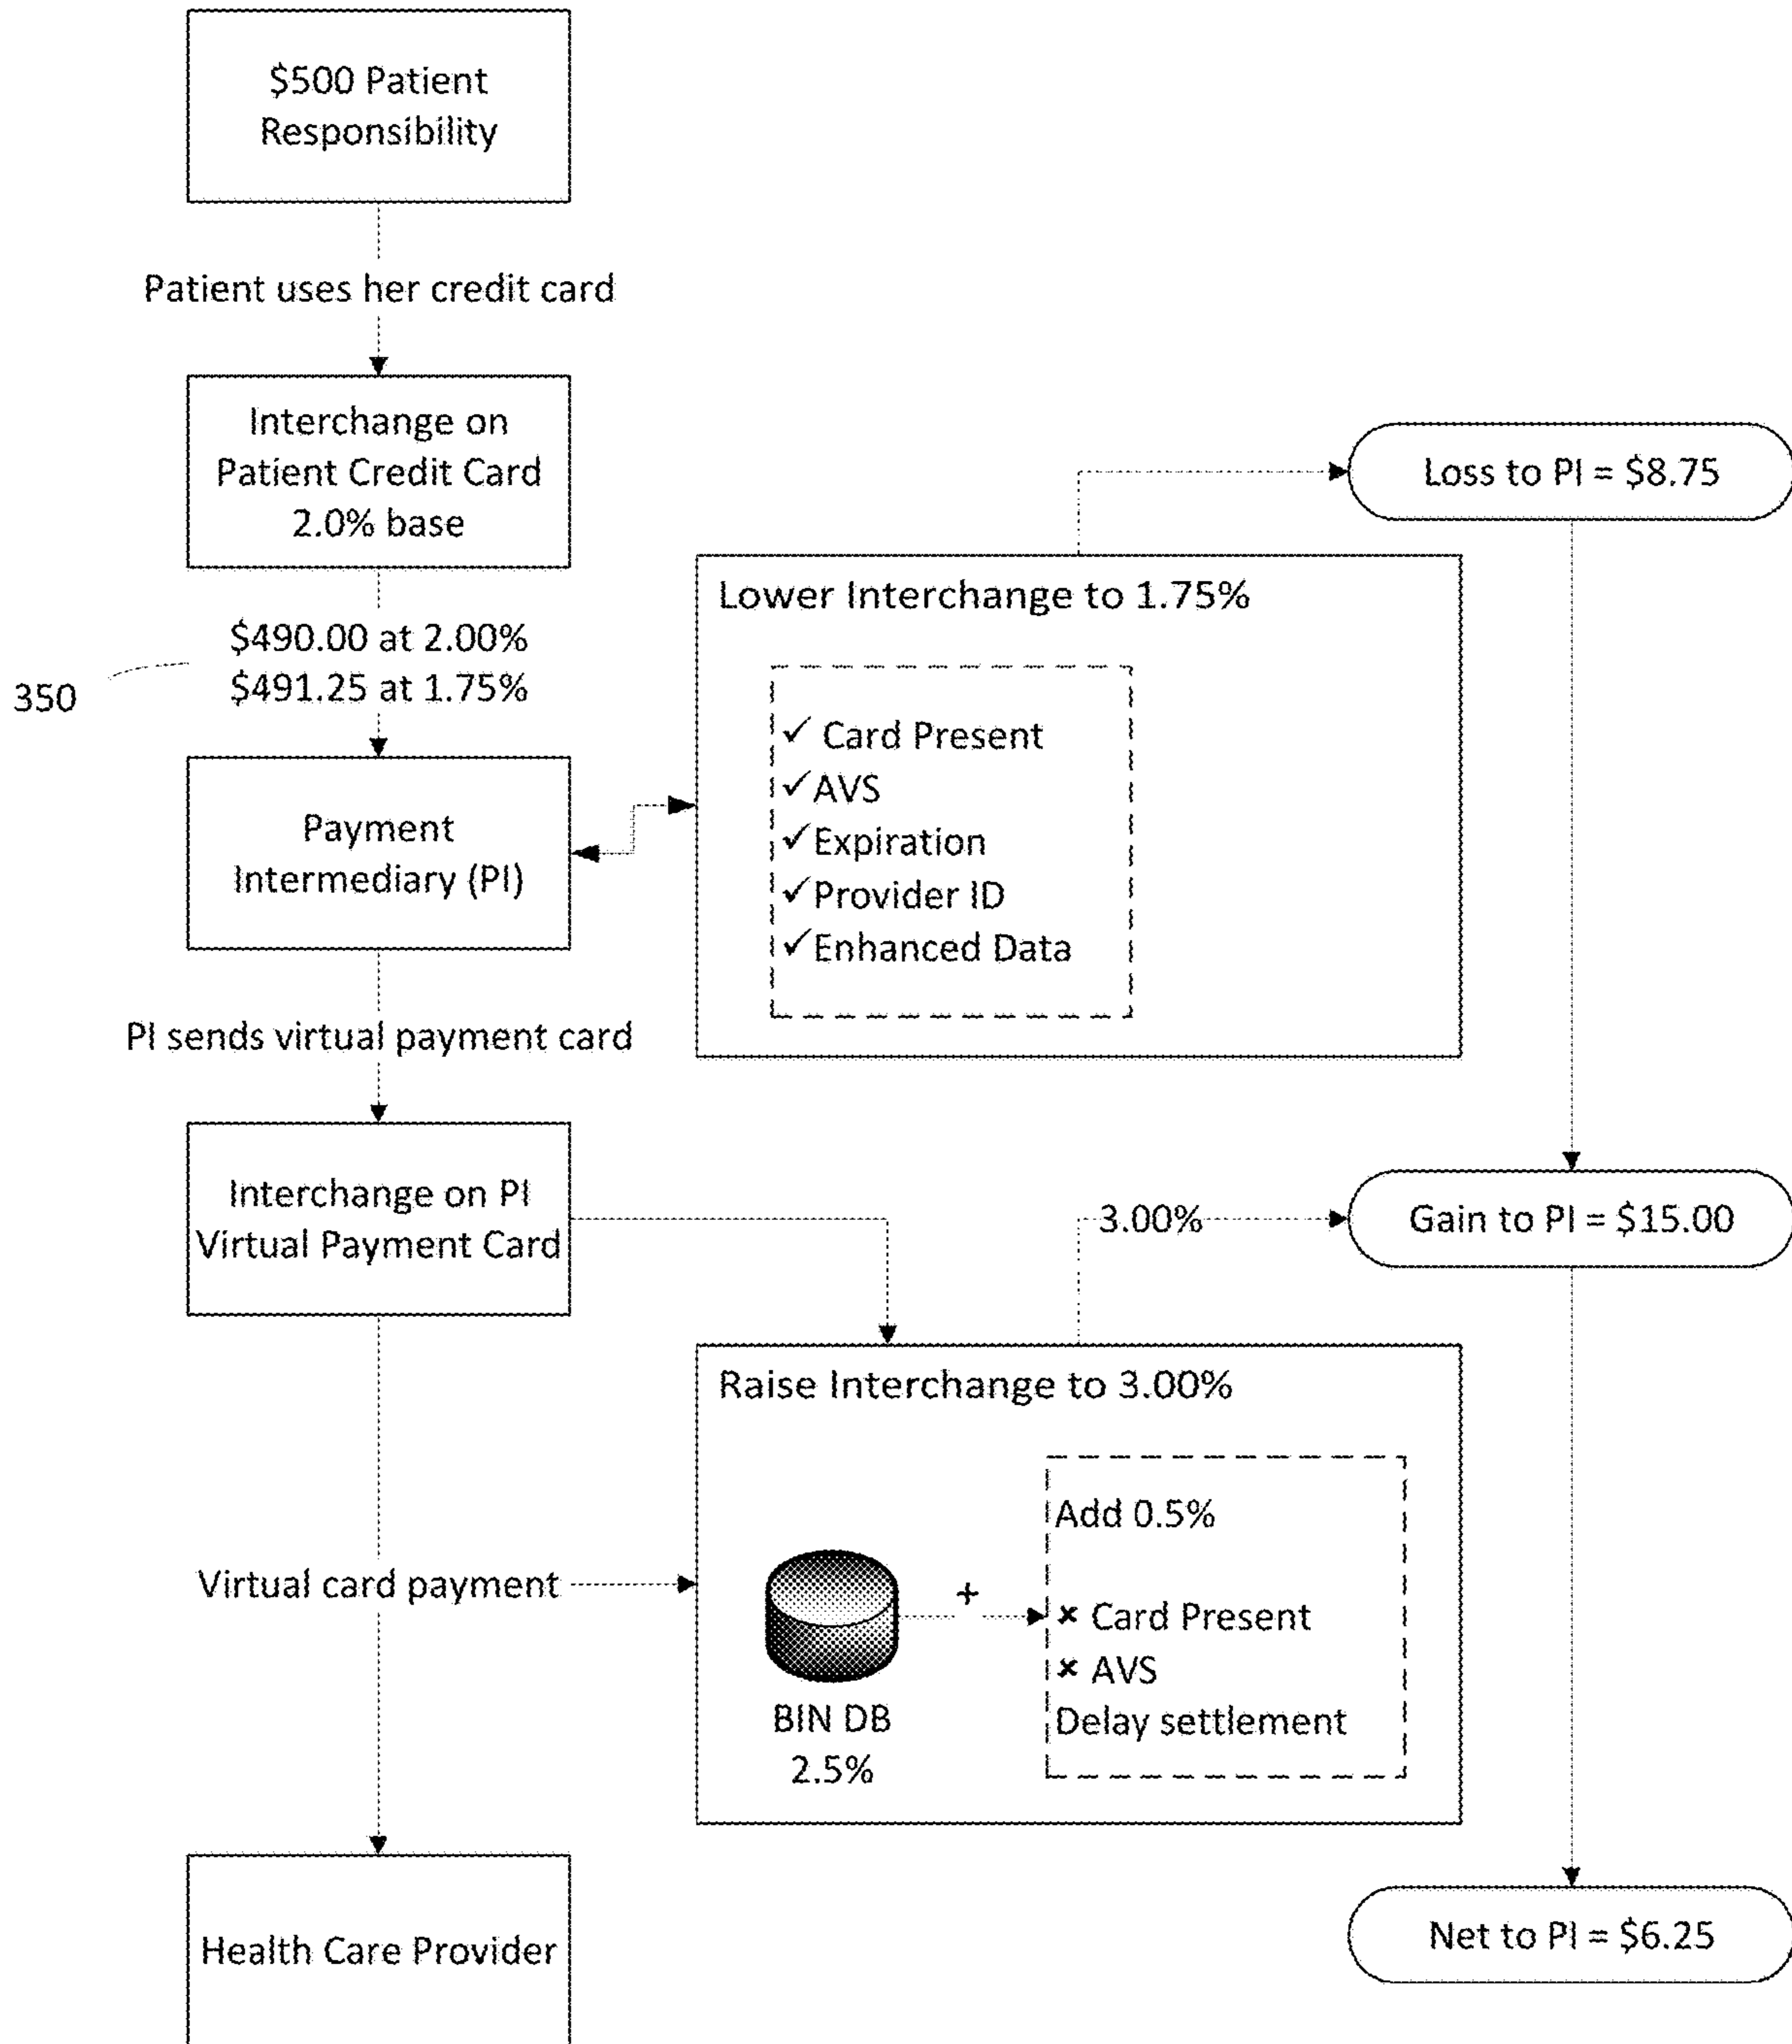 $500 Patient
Responsibility
Patient uses her credit card
Interchange on
Patient Credit Card
2.0% base
Loss to PI = $8.75
Lower Interchange to 1.75%
$490.00 at 2.00%
$491.25 at 1.75%
350
✓ Card Present
✓AVS
✓Expiration
✓Provider ID
✓Enhanced Data
Payment
Intermediary (PI)
PI sends virtual payment card
Interchange on PI
Virtual Payment Card
3.00%
Gain to PI = $15.00
Raise Interchange to 3.00%
Add 0.5%
Virtual card payment
+
× Card Present
× AVS
Delay settlement
BIN DB
2.5%
Health Care Provider
Net to PI = $6.25